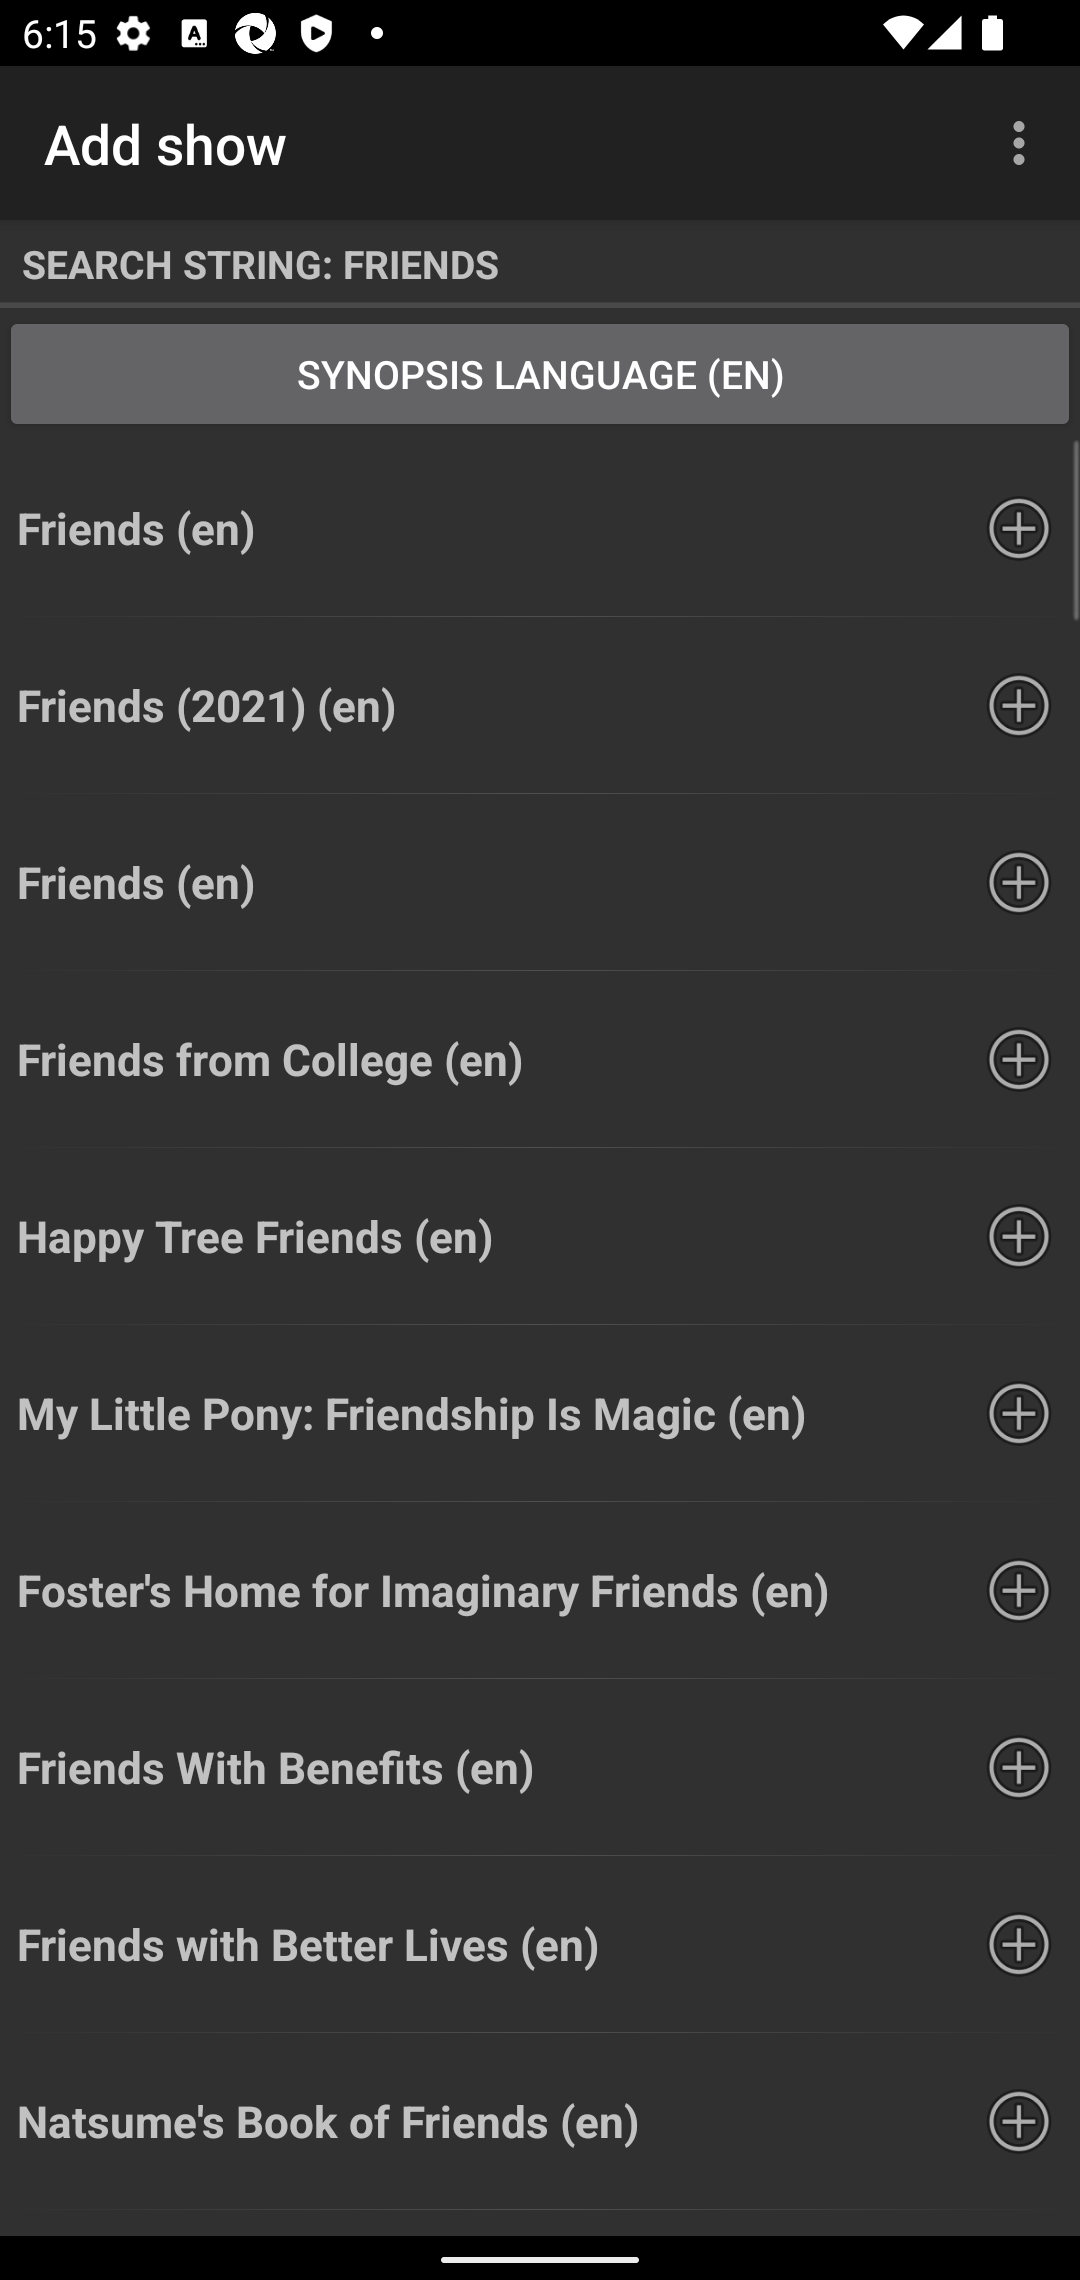 6:15
Add show
SEARCH STRING: FRIENDS
SYNOPSIS LANGUAGE (EN)
Friends (en)
Friends (2021) (en)
Friends (en)
Friends from College (en)
Happy Tree Friends (en)
My Little Pony: Friendship Is Magic (en)
Foster's Home for Imaginary Friends (en)
Friends With Benefits (en)
Friends with Better Lives (en)
Natsume's Book of Friends (en)